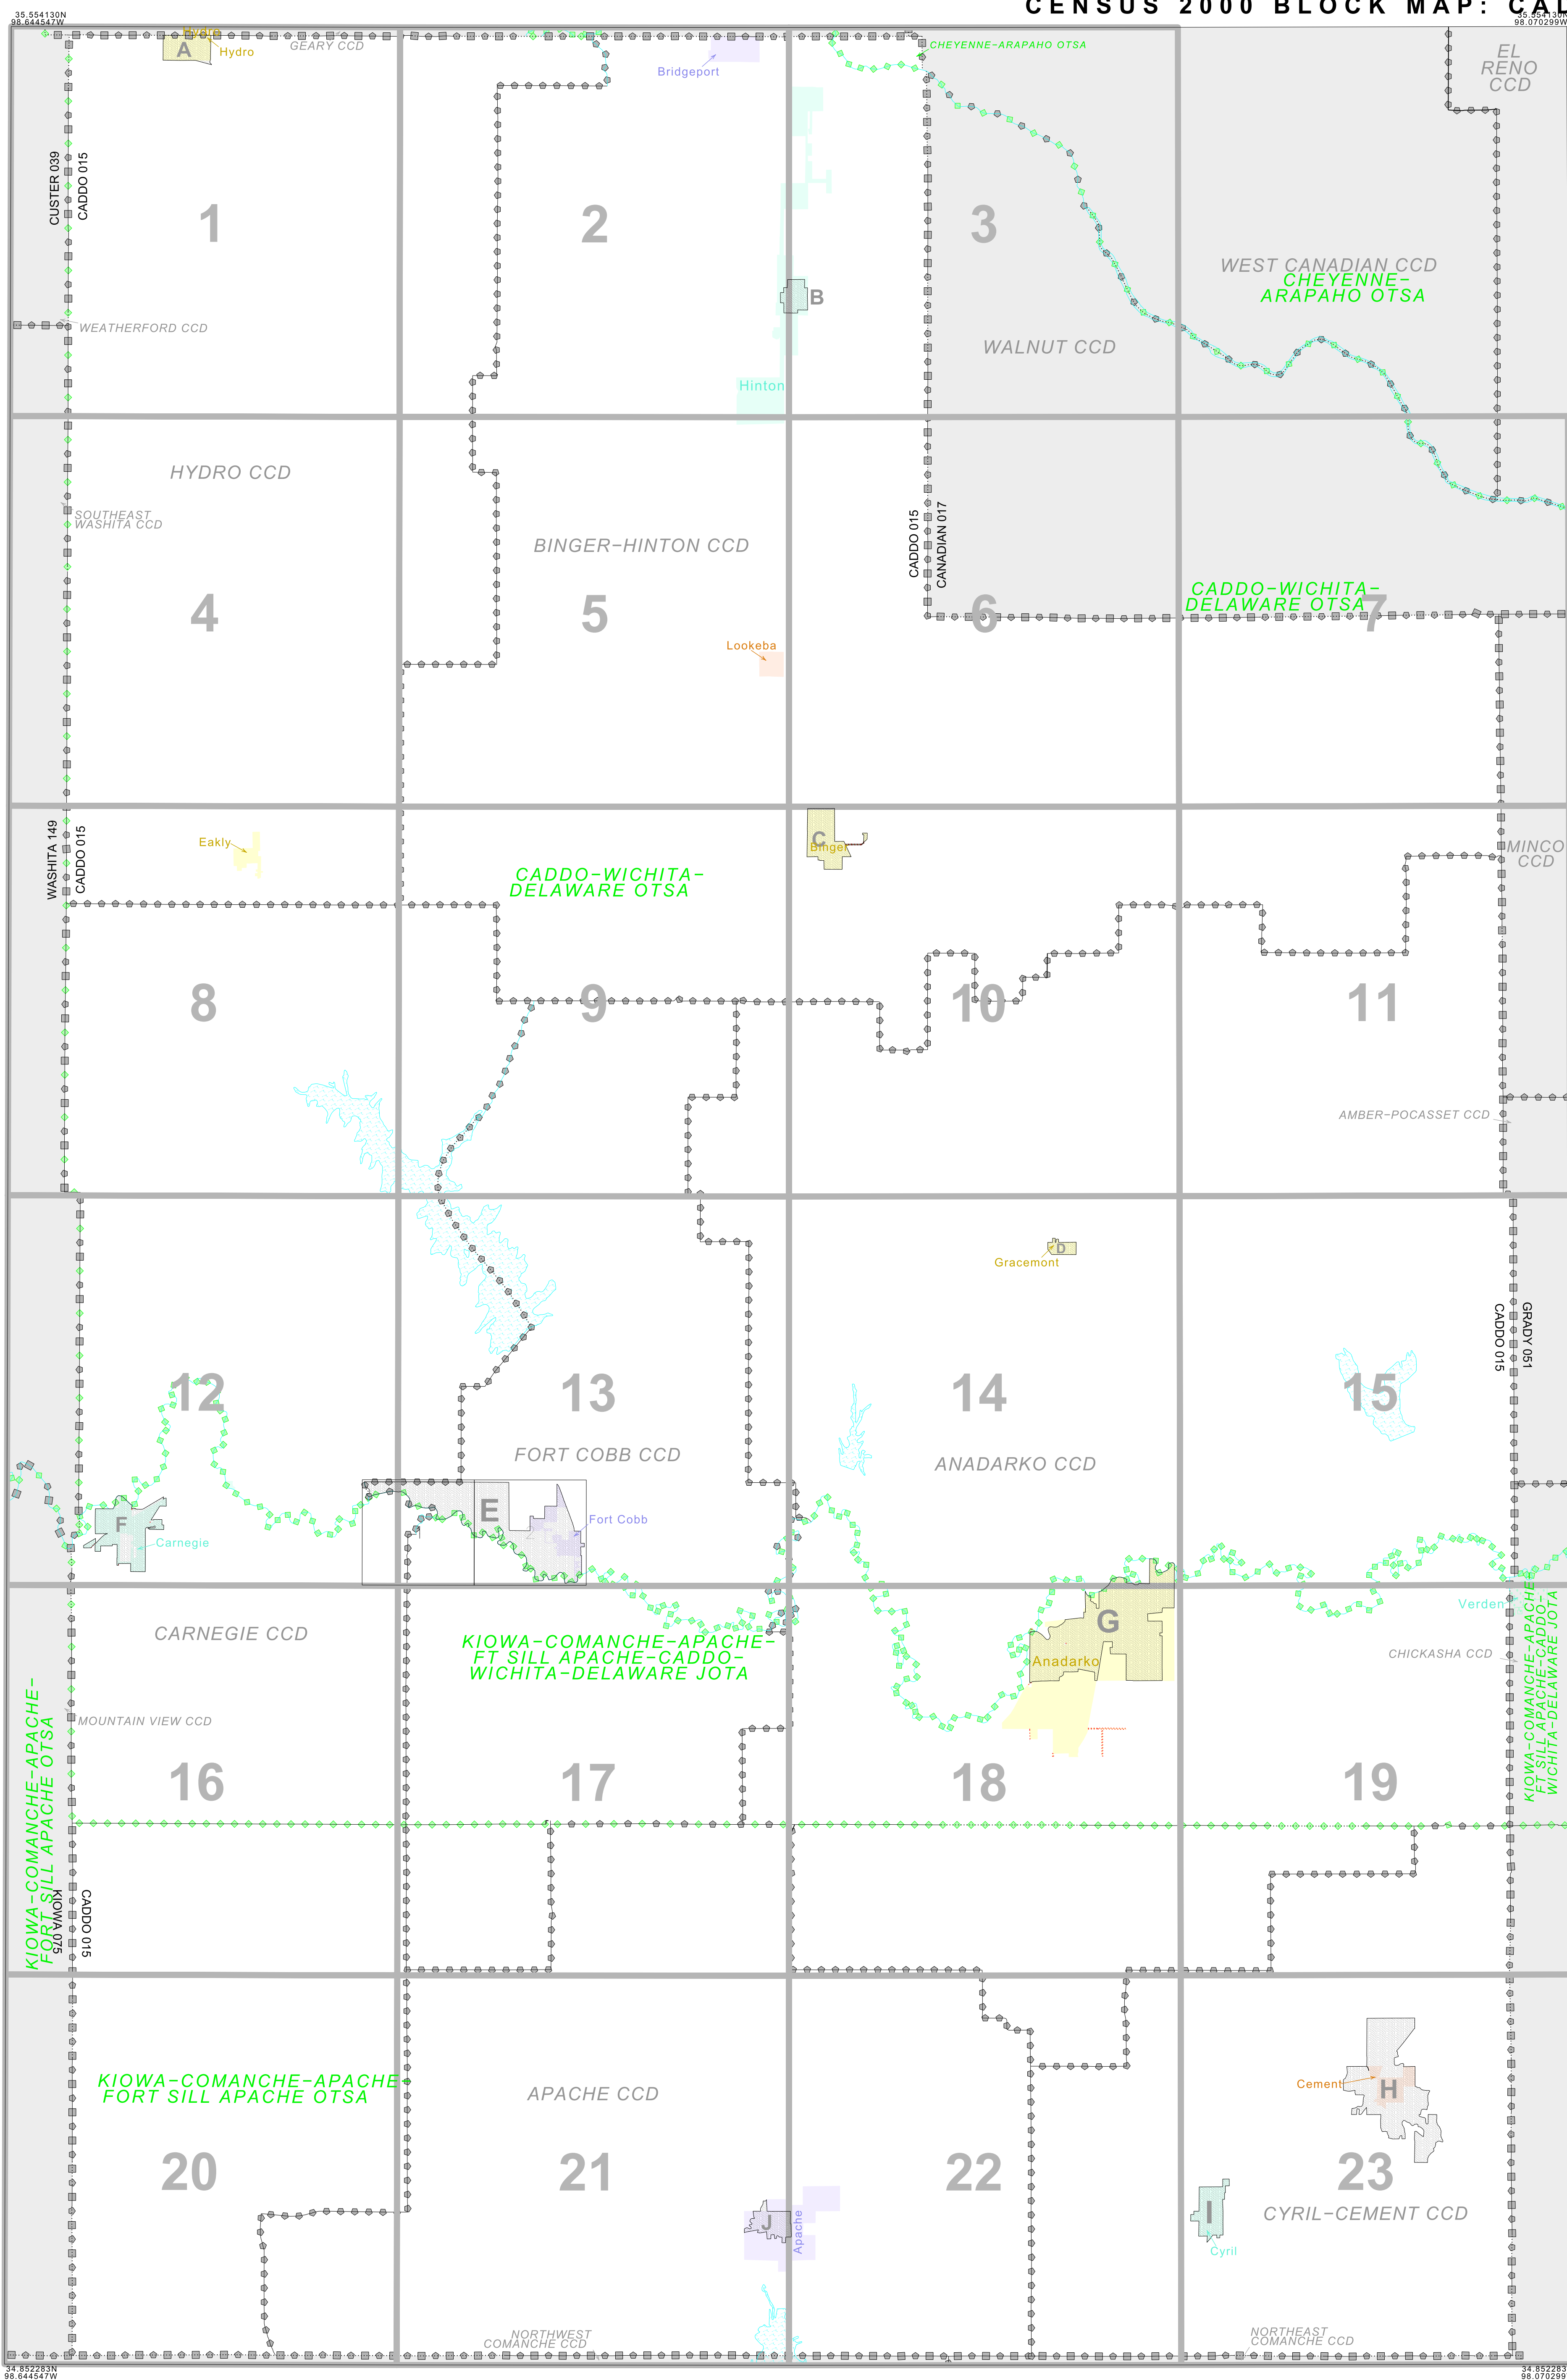 CENSUS 2000 BLOCK MAP: CAL
35.554130N
98.644547W
35.554130N
98.070299W
Hydro
A
Hydro
GEARY CCD
Bridgeport
CHEYENNE-ARAPAHO OTSA
EL
RENO
CCD
CUSTER 039
CADDO 015
1
2
3
WEST CANADIAN CCD
CHEYENNE-
ARAPAHO OTSA
B
WEATHERFORD CCD
WALNUT CCD
Hinton
HYDRO CCD
SOUTHEAST
WASHITA CCD
BINGER-HINTON CCD
CADDO 015
CANADIAN 017
CADDO-WICHITA-
DELAWARE OTSA
4
5
6
7
Lookeba
WASHITA 149
CADDO 015
Eakly
C
Binger
MINCO
CCD
CADDO-WICHITA-
DELAWARE OTSA
8
9
10
11
AMBER-POCASSET CCD
D
Gracemont
GRADY 051
CADDO 015
12
13
14
15
FORT COBB CCD
ANADARKO CCD
E
F
Fort Cobb
Carnegie
Verden
G
CARNEGIE CCD
KIOWA-COMANCHE-APACHE-
FT SILL APACHE-CADDO-
WICHITA-DELAWARE JOTA
Anadarko
CHICKASHA CCD
KIOWA-COMANCHE-APACHE-
FT SILL APACHE-CADDO-
WICHITA-DELAWARE JOTA
MOUNTAIN VIEW CCD
KIOWA-COMANCHE-APACHE-
FORT SILL APACHE OTSA
16
17
18
19
CADDO 015
KIOWA 075
KIOWA-COMANCHE-APACHE-
FORT SILL APACHE OTSA
APACHE CCD
Cement
H
20
21
22
23
J
Apache
I
CYRIL-CEMENT CCD
Cyril
NORTHWEST
COMANCHE CCD
NORTHEAST
COMANCHE CCD
34.852283N
98.644547W
34.852283
98.070299